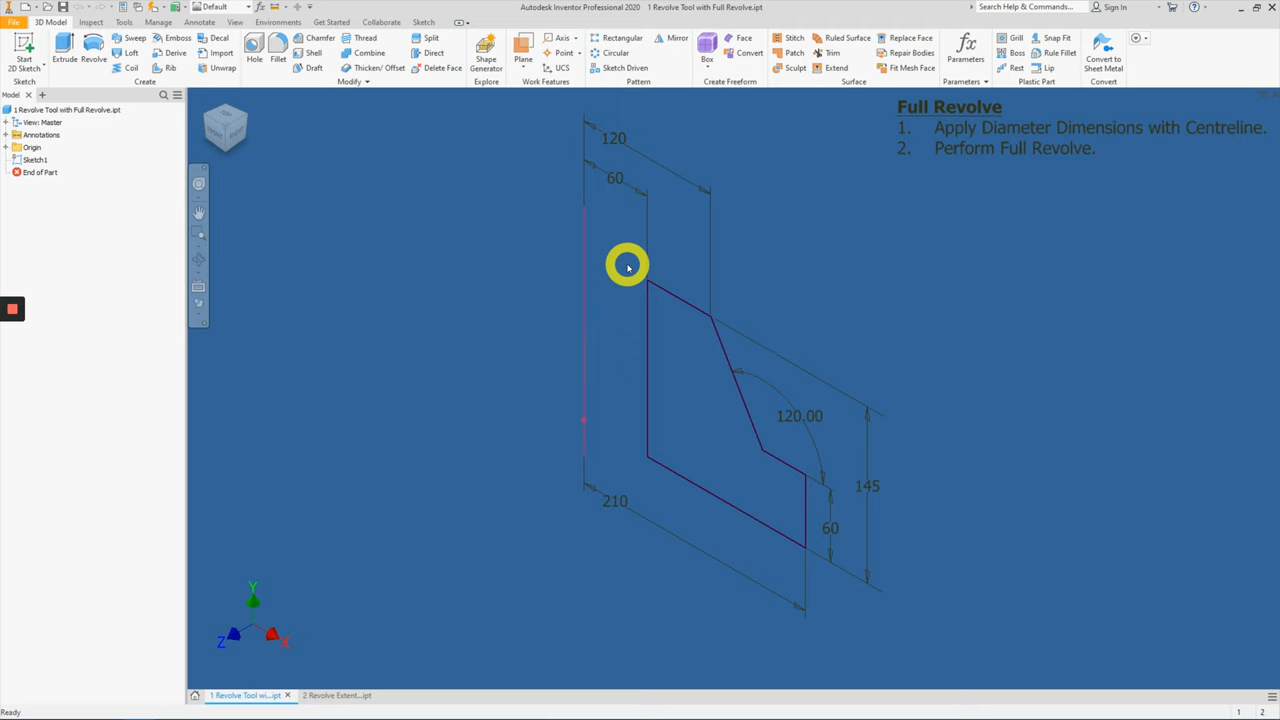 Default
Autodesk Inventor Professional 2020 1 Revolve Tool with Full Revolve.ipt
Search Help & Commands...
Sign In
File 3D Model Inspect Tools Manage Annotate View Environments Get Started Collaborate Sketch
Start
2D Sketch
Extrude
Revolve
Sweep
Loft
Coil
Emboss
Derive
Rib
Decal
Import
Unwrap
Create
Hole
Fillet
Chamfer
Shell
Draft
Thread
Combine
Thicken/ Offset
Split
Direct
Delete Face
Modify
Shape
Generator
Explore
Plane
Axis
Point
UCS
Work Features
Rectangular
Circular
Sketch Driven
Mirror
Pattern
Box
Face
Convert
Create Freeform
Stitch
Patch
Sculpt
Ruled Surface
Trim
Extend
Replace Face
Repair Bodies
Fit Mesh Face
Surface
fx
Parameters
Parameters
Grill
Boss
Rest
Snap Fit
Rule Fillet
Lip
Plastic Part
Convert to
Sheet Metal
Convert
Model
1 Revolve Tool with Full Revolve.ipt
View: Master
Annotations
Origin
Sketch1
End of Part
Full Revolve
1. Apply Diameter Dimensions with Centreline.
2. Perform Full Revolve.
120
60
120.00
145
210
60
Y
Z
X
1 Revolve Tool wi...ipt
2 Revolve Extent...ipt
Ready
1 2